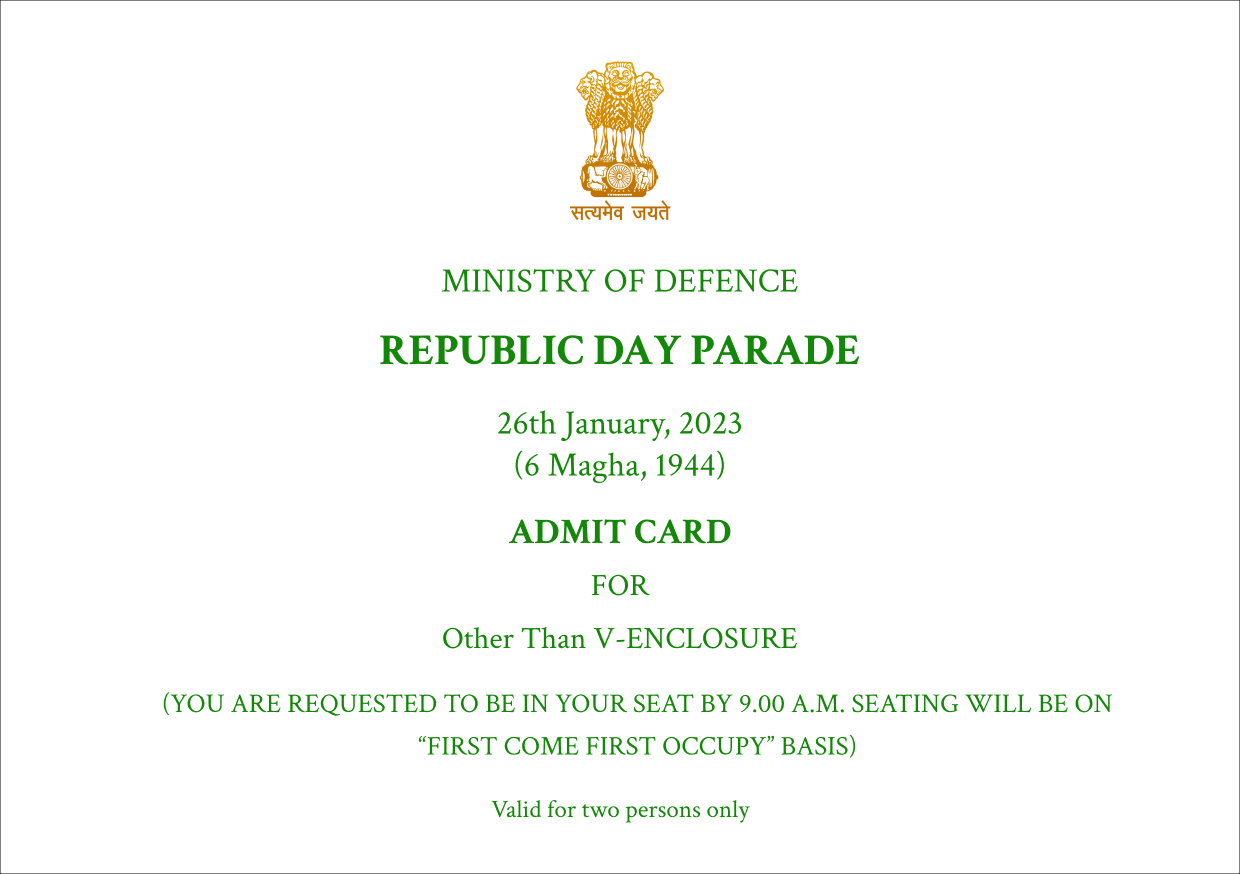 सत्यमेव जयते
MINISTRY OF DEFENCE
REPUBLIC DAY PARADE
26th January, 2023
(6 Magha, 1944)
ADMIT CARD
FOR
Other Than V-ENCLOSURE
(YOU ARE REQUESTED TO BE IN YOUR SEAT BY 9.00 A.M. SEATING WILL BE ON
“FIRST COME FIRST OCCUPY” BASIS)
Valid for two persons only